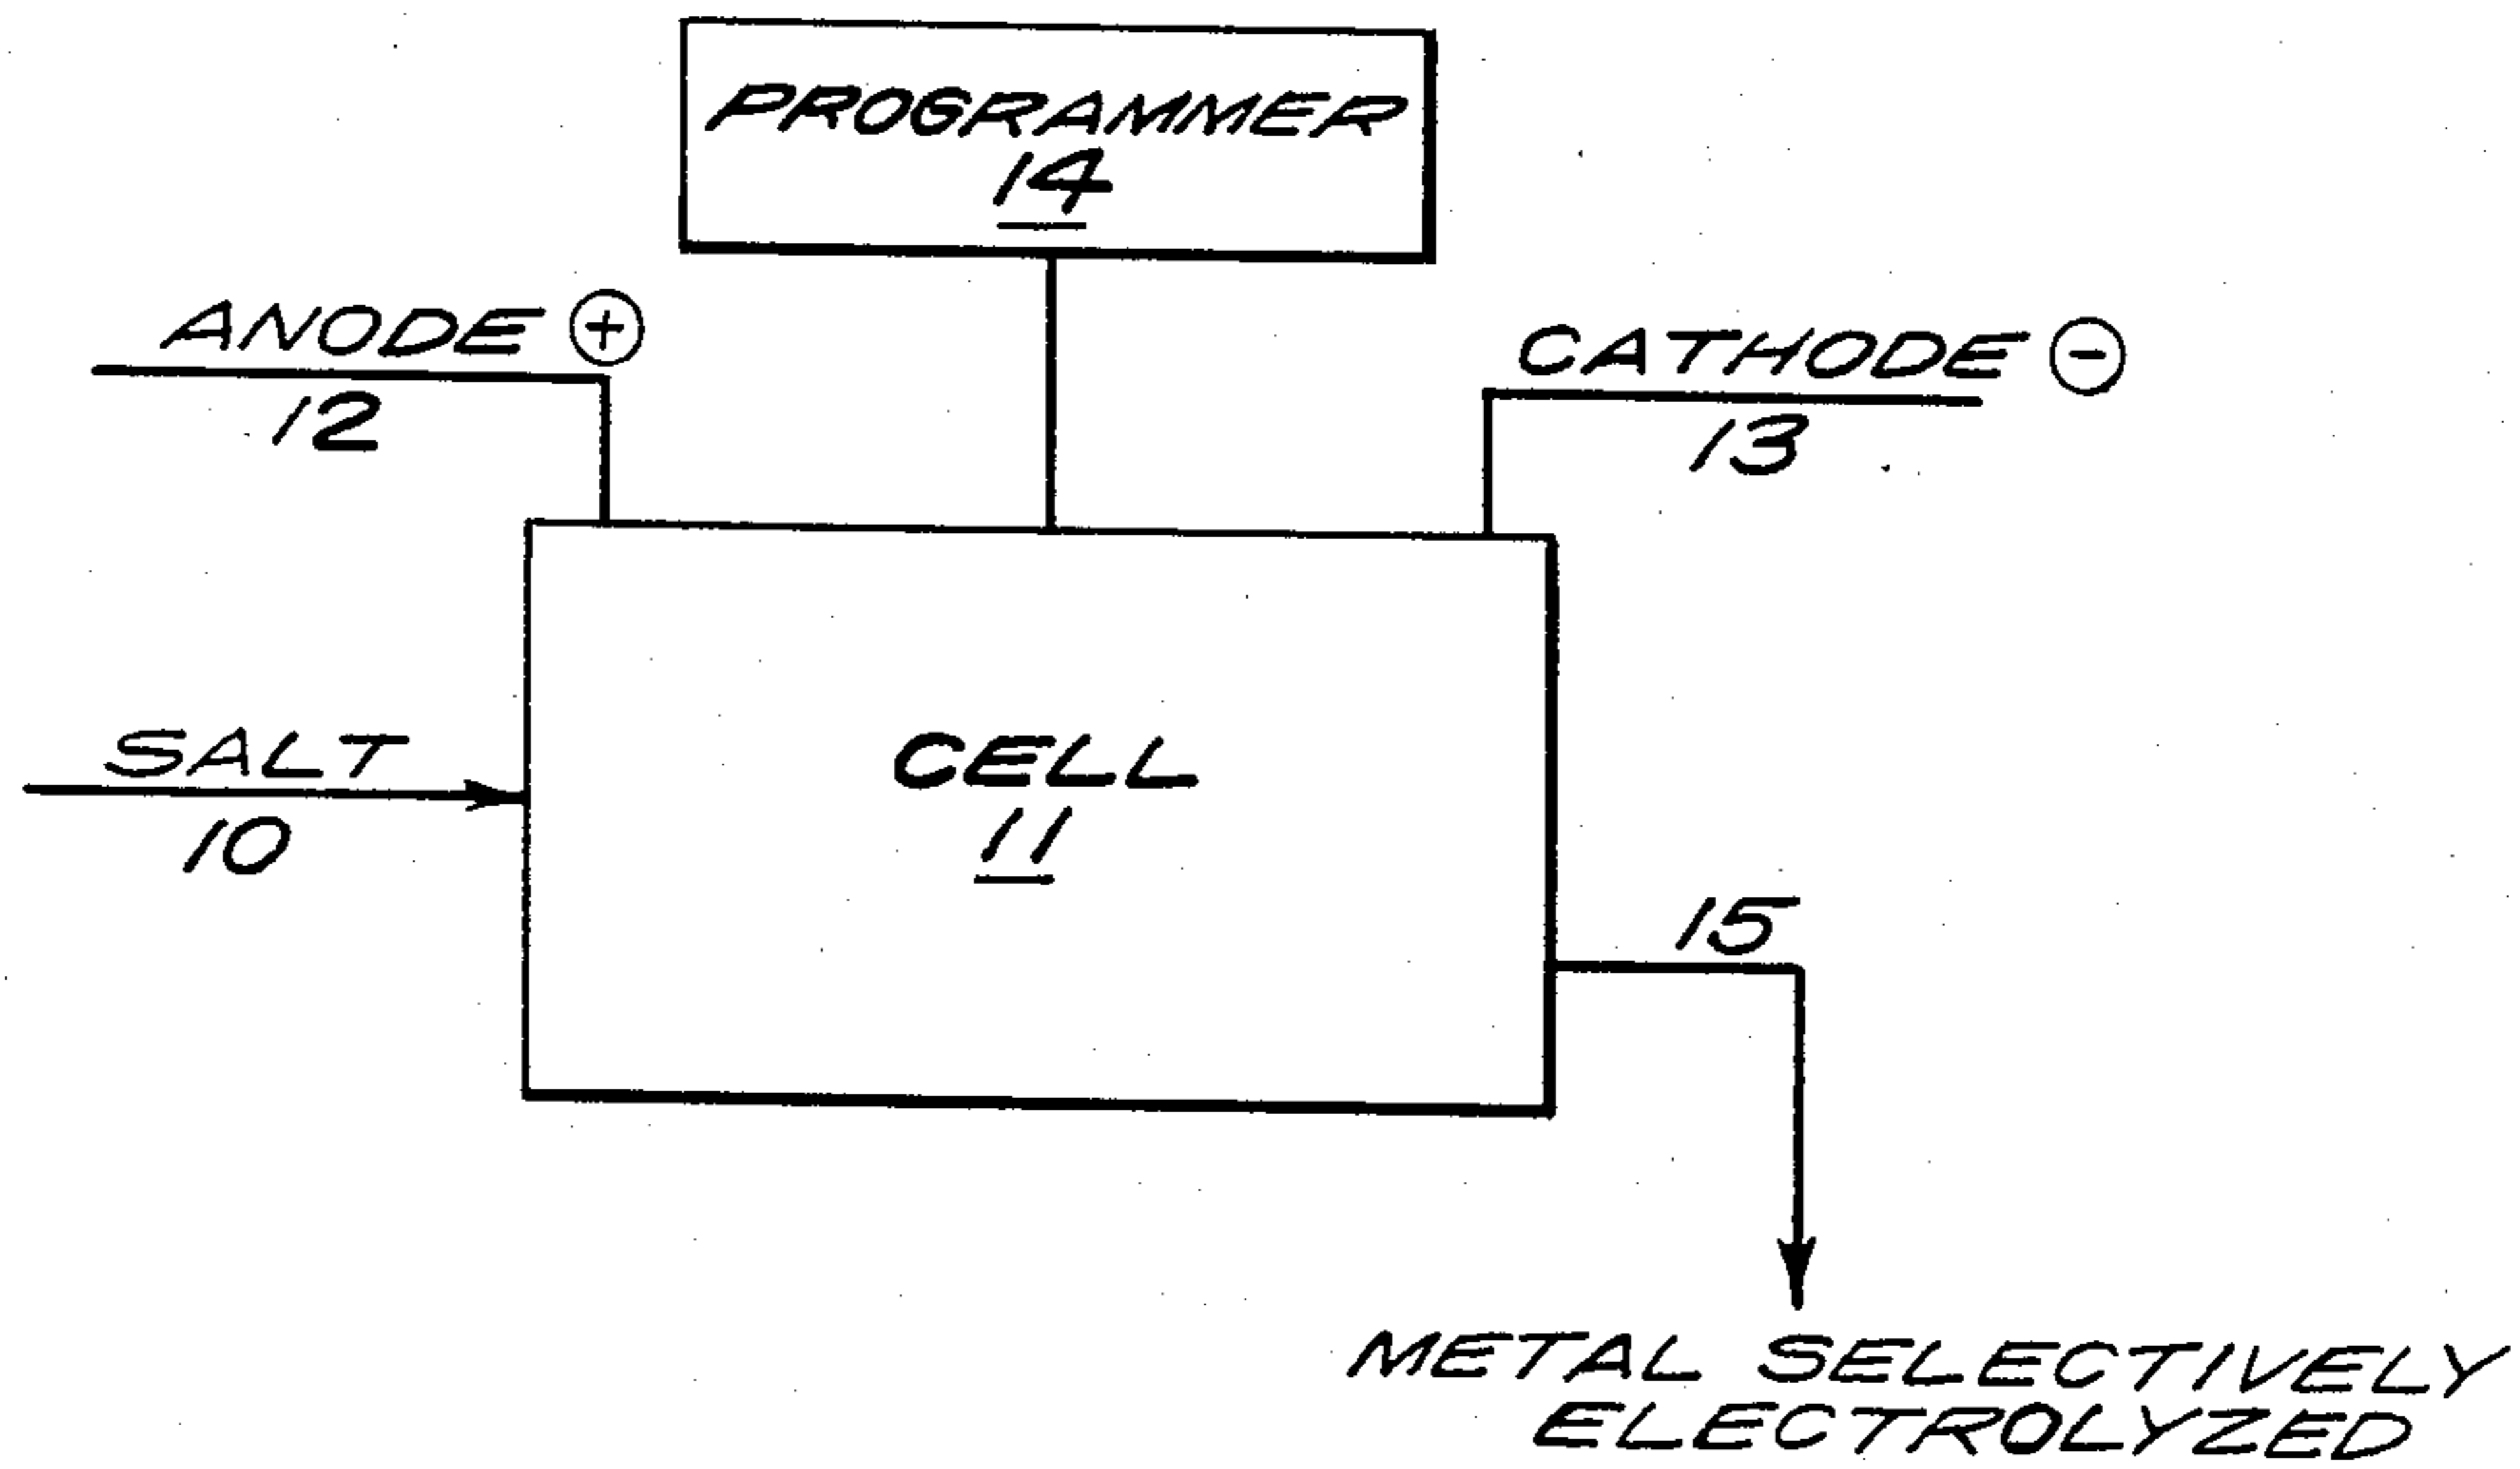 PROGRAMMER
14
ANODE +
12
CATHODE -
13
SALT
10
CELL
11
15
METAL SELECTIVELY
ELECTROLYZED